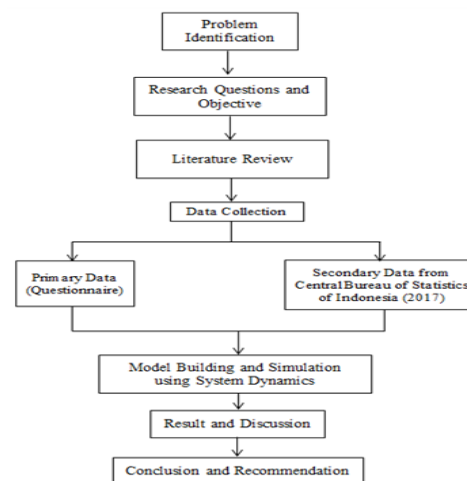 Problem
Identification
Research Questions and
Objective
Literature Review
Data Collection
Primary Data
(Questionnaire)
Secondary Data from
Central Bureau of Statistics
of Indonesia (2017)
Model Building and Simulation
using System Dynamics
Result and Discussion
Conclusion and Recommendation